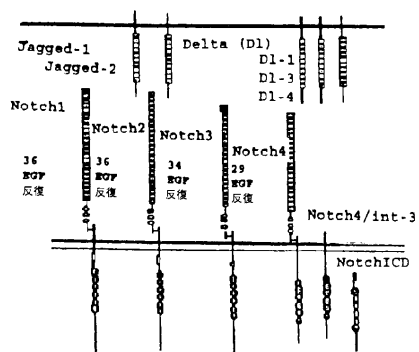 Jagged-1
Jagged-2
Delta (Dl)
Dl-1
Dl-3
Dl-4
Notch1
Notch2
Notch3
Notch4
36
EGF
反復
36
EGF
反復
34
EGF
反復
29
EGF
反復
Notch4/int-3
NotchICD